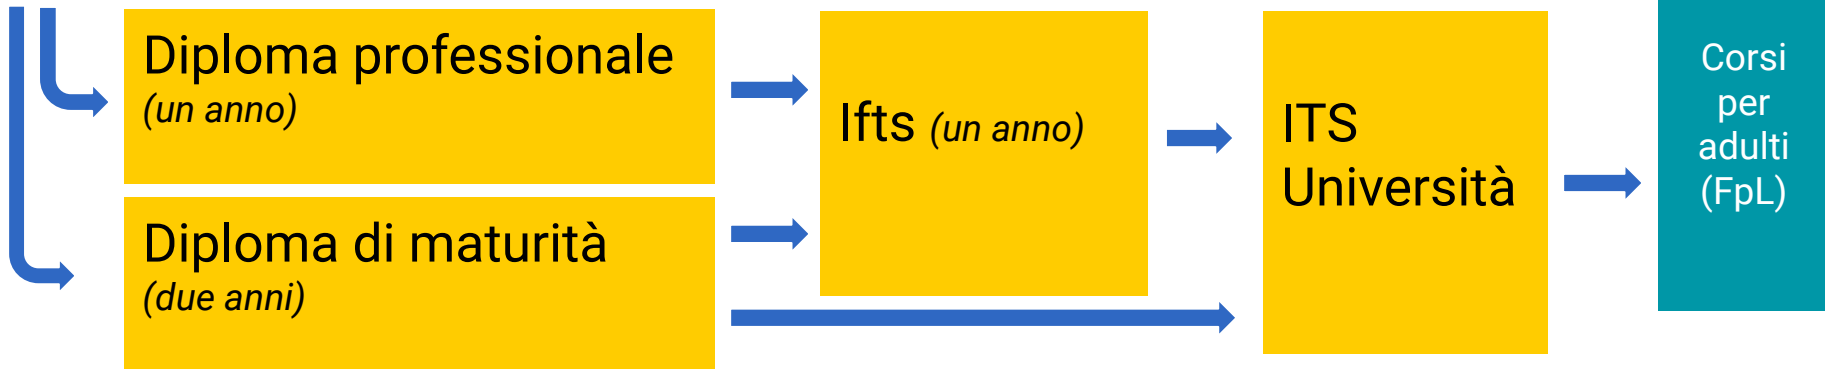 Diploma professionale
(un anno)
Diploma di maturità
(due anni)
Ifts (un anno)
ITS
Università
Corsi
per
adulti
(FpL)